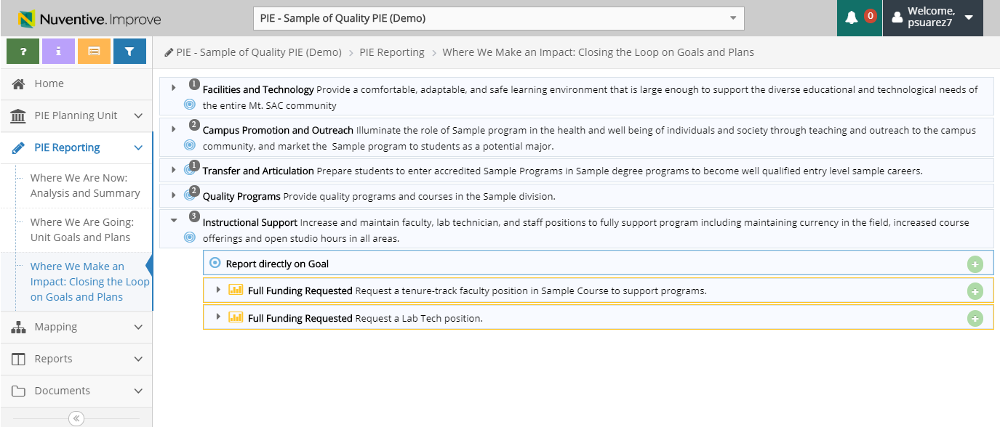 Nuventive.Improve
PIE - Sample of Quality PIE (Demo)
0
Welcome,
psuarez7
?
i
PIE - Sample of Quality PIE (Demo) > PIE Reporting > Where We Make an Impact: Closing the Loop on Goals and Plans
Home
PIE Planning Unit
PIE Reporting
Where We Are Now:
Analysis and Summary
Where We Are Going:
Unit Goals and Plans
Where We Make an
Impact: Closing the Loop
on Goals and Plans
Mapping
Reports
Documents
1
Facilities and Technology Provide a comfortable, adaptable, and safe learning environment that is large enough to support the diverse educational and technological needs of
the entire Mt. SAC community
2
Campus Promotion and Outreach Illuminate the role of Sample program in the health and well being of individuals and society through teaching and outreach to the campus
community, and market the Sample program to students as a potential major.
1
Transfer and Articulation Prepare students to enter accredited Sample Programs in Sample degree programs to become well qualified entry level sample careers.
2
Quality Programs Provide quality programs and courses in the Sample division.
3
Instructional Support Increase and maintain faculty, lab technician, and staff positions to fully support program including maintaining currency in the field, increased course
offerings and open studio hours in all areas.
Report directly on Goal
Full Funding Requested Request a tenure-track faculty position in Sample Course to support programs.
Full Funding Requested Request a Lab Tech position.